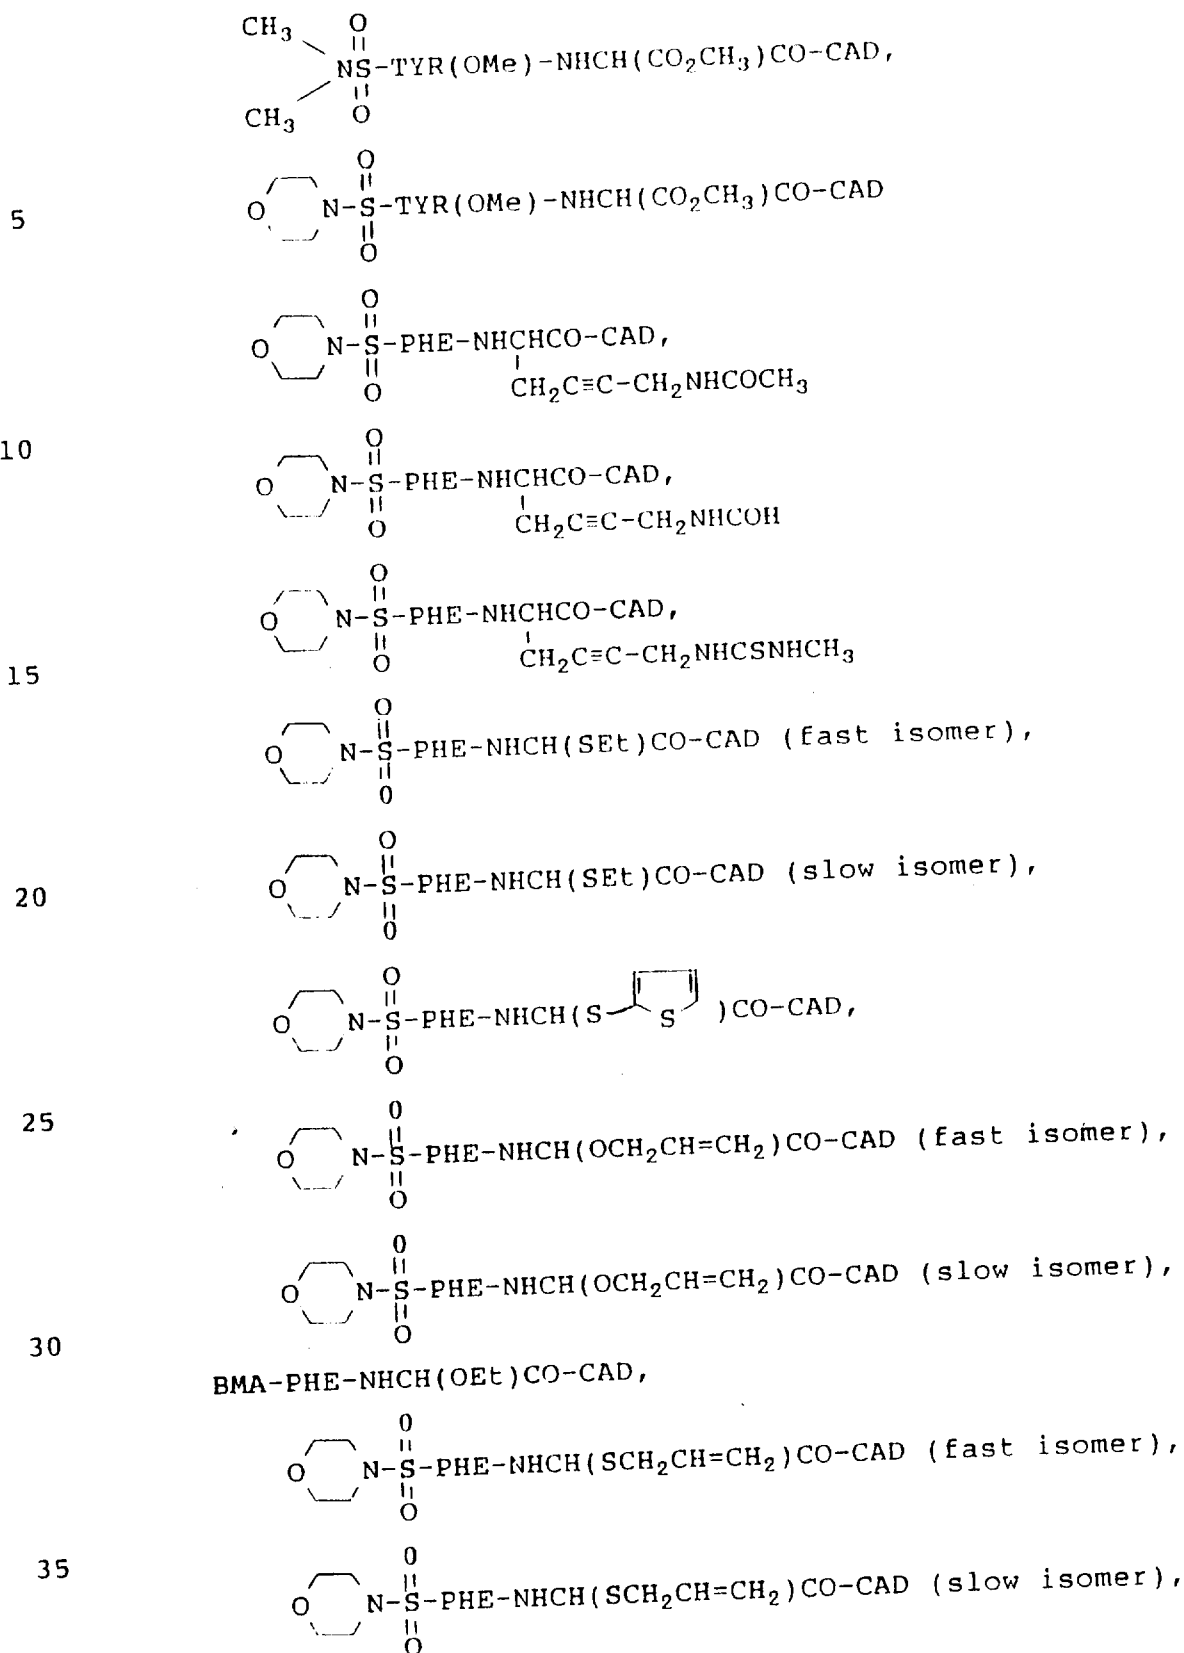 CH3 O
NS-TYR(OMe)-NHCH(CO2CH3)CO-CAD,
CH3 O
O
5 O N-S-TYR(OMe)-NHCH(CO2CH3)CO-CAD
O
O
O N-S-PHE-NHCHCO-CAD,
O CH2C≡C-CH2NHCOCH3
10 O
O N-S-PHE-NHCHCO-CAD,
O CH2C≡C-CH2NHCOH
O
O N-S-PHE-NHCHCO-CAD,
O CH2C≡C-CH2NHCSNHCH3
15
O
O N-S-PHE-NHCH(SEt)CO-CAD (fast isomer),
O
O
20 O N-S-PHE-NHCH(SEt)CO-CAD (slow isomer),
O
O
O N-S-PHE-NHCH(S S )CO-CAD,
O
25 O
O N-S-PHE-NHCH(OCH2CH=CH2)CO-CAD (fast isomer),
O
O
O N-S-PHE-NHCH(OCH2CH=CH2)CO-CAD (slow isomer),
O
30
BMA-PHE-NHCH(OEt)CO-CAD,
O
O N-S-PHE-NHCH(SCH2CH=CH2)CO-CAD (fast isomer),
O
35 O
O N-S-PHE-NHCH(SCH2CH=CH2)CO-CAD (slow isomer),
O